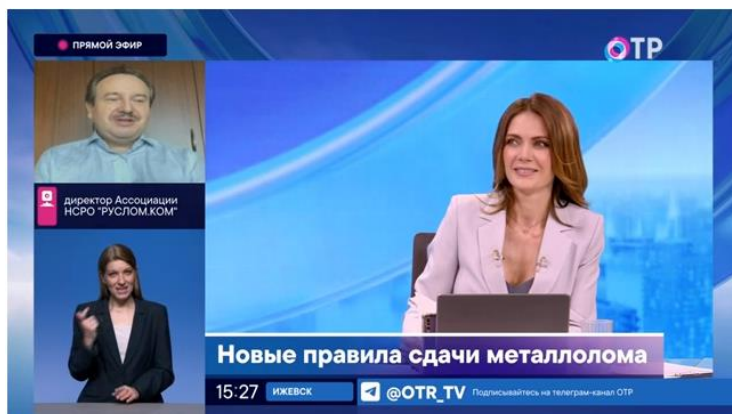 ПРЯМОЙ ЭФИР
ОТР
директор Ассоциации
НСРО "РУСЛОМ.КОМ"
Новые правила сдачи металлолома
15:27 ИЖЕВСК @OTR_TV Подписывайтесь на телеграм-канал ОТР